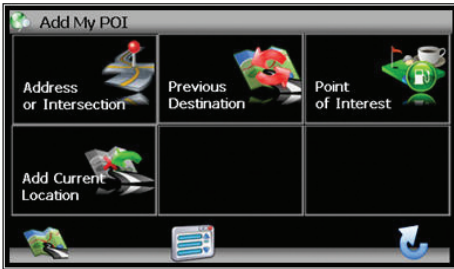 Add My POI
Address
or Intersection
Previous
Destination
Point
of Interest
Add Current
Location